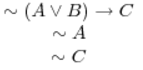 ∼ (A ∨ B) → C
∼ A
∼ C